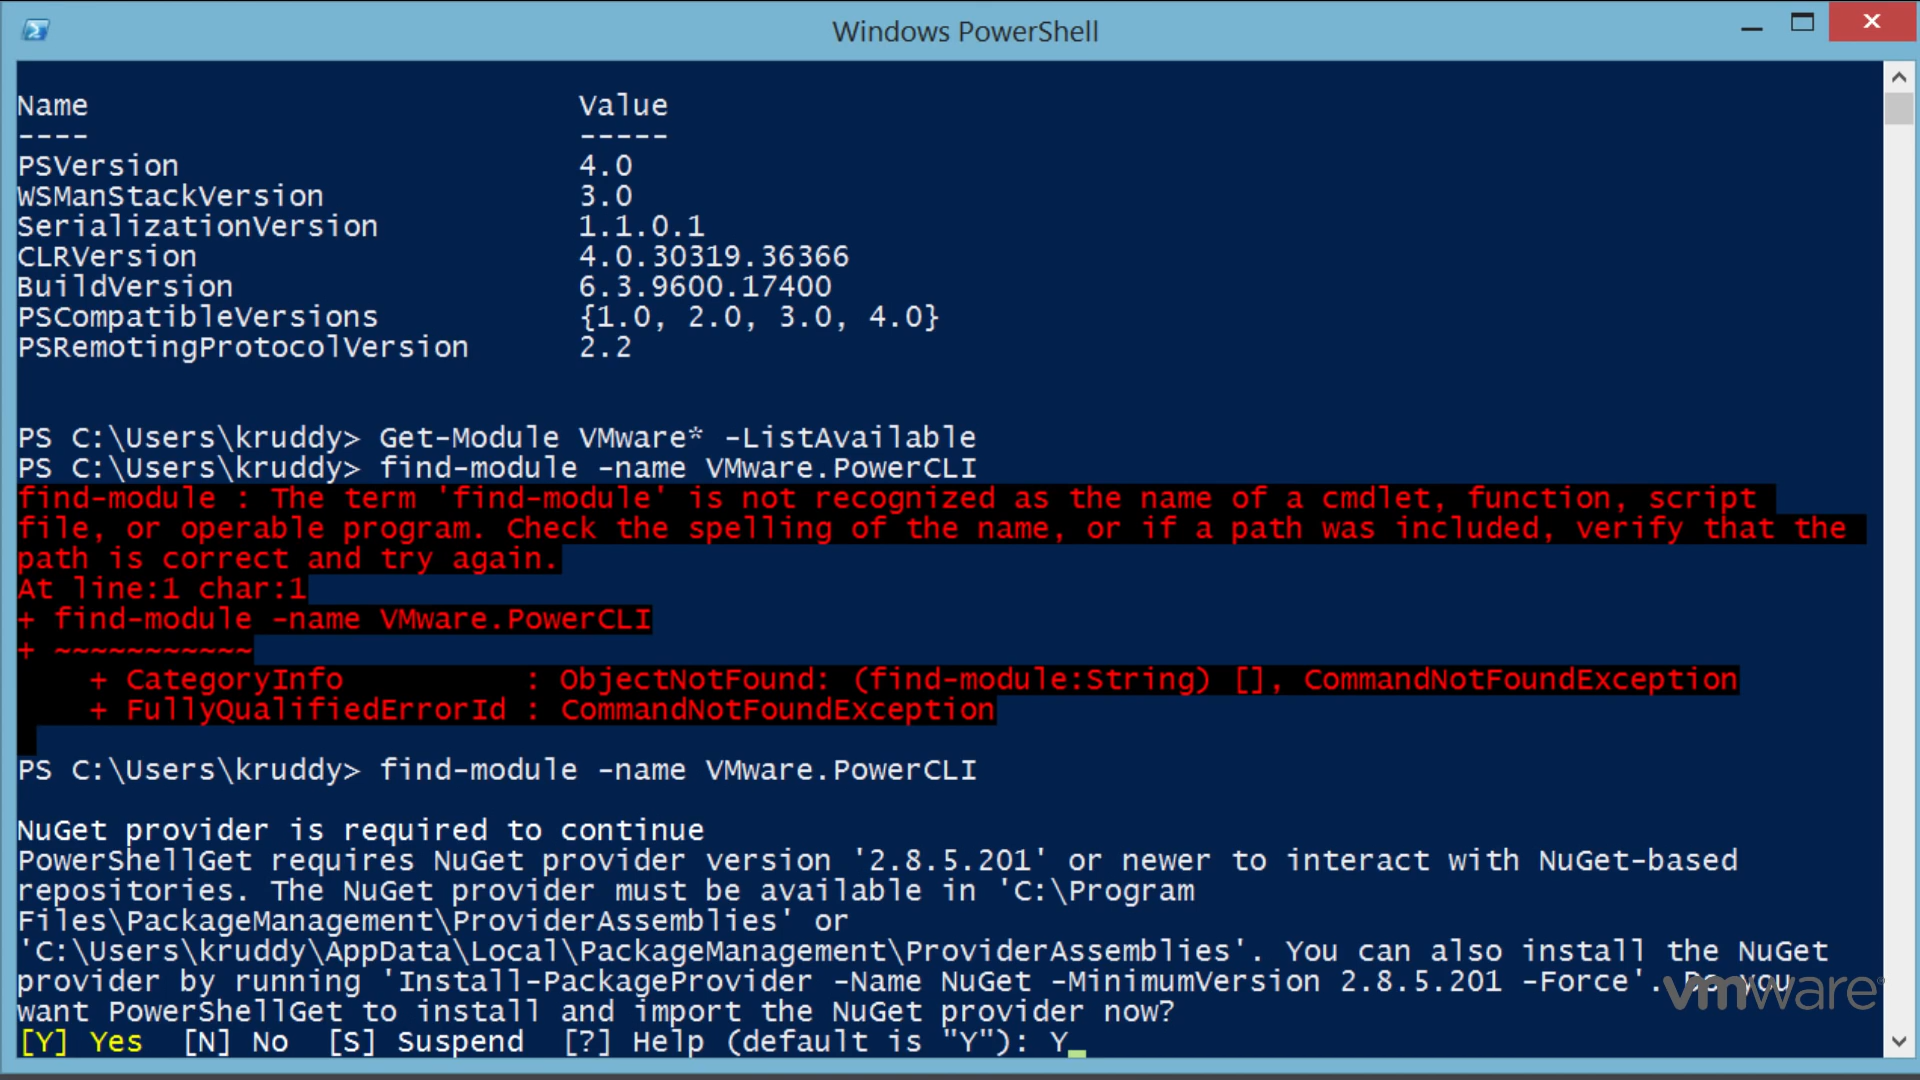 Windows PowerShell
Name                           Value
----                           -----
PSVersion                      4.0
WSManStackVersion              3.0
SerializationVersion           1.1.0.1
CLRVersion                     4.0.30319.36366
BuildVersion                   6.3.9600.17400
PSCompatibleVersions           {1.0, 2.0, 3.0, 4.0}
PSRemotingProtocolVersion      2.2
PS C:\Users\kruddy> Get-Module VMware* -ListAvailable
PS C:\Users\kruddy> find-module -name VMware.PowerCLI
find-module : The term 'find-module' is not recognized as the name of a cmdlet, function, script
file, or operable program. Check the spelling of the name, or if a path was included, verify that the
path is correct and try again.
At line:1 char:1
+ find-module -name VMware.PowerCLI
+ ~~~~~~~~~~~
    + CategoryInfo          : ObjectNotFound: (find-module:String) [], CommandNotFoundException
    + FullyQualifiedErrorId : CommandNotFoundException
PS C:\Users\kruddy> find-module -name VMware.PowerCLI
NuGet provider is required to continue
PowerShellGet requires NuGet provider version '2.8.5.201' or newer to interact with NuGet-based
repositories. The NuGet provider must be available in 'C:\Program
Files\PackageManagement\ProviderAssemblies' or
'C:\Users\kruddy\AppData\Local\PackageManagement\ProviderAssemblies'. You can also install the NuGet
provider by running 'Install-PackageProvider -Name NuGet -MinimumVersion 2.8.5.201 -Force'. Do you
want PowerShellGet to install and import the NuGet provider now?
[Y] Yes  [N] No  [S] Suspend  [?] Help (default is "Y"): Y
vmware®